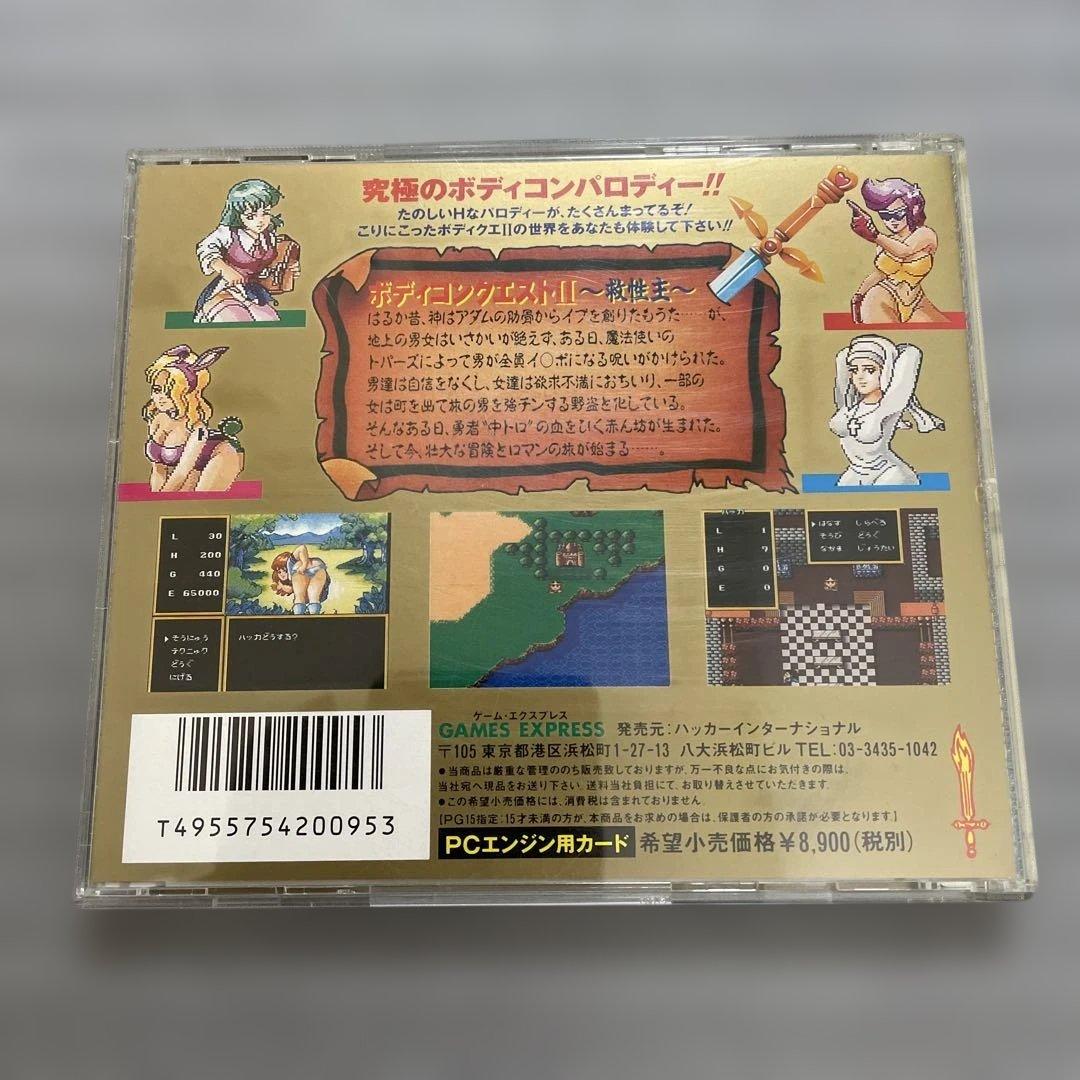 究極のボディコンパロディー!!
たのしいHなパロディーが、たくさんまってるぞ!
こりにこったボディクエIIの世界をあなたも体験して下さい!!
ボディコンクエストII～救性主～
はるか昔、神はアダムの肋骨からイブを創りたもうた……が、
地上の男女はいさかいが絶えず、ある日、魔法使いの
トパーズによって男が全員イ○ポになる呪いがかけられた。
男達は自信をなくし、女達は欲求不満におちいり、一部の
女は町を出て旅の男を強チンする野盗と化している。
そんなある日、勇者“中トロ”の血をひく赤ん坊が生まれた。
そして今、壮大な冒険とロマンの旅が始まる……。
L 30
H 200
G 440
E 65000
そうにゅう
テクニック
どうぐ
にげる
ハッカどうする?
ハッカー
L 1
H 9
G 0
E 0
はなす しらべる
そうび どうぐ
なかま じょうたい
ゲーム・エクスプレス
GAMES EXPRESS 発売元:ハッカーインターナショナル
〒105 東京都港区浜松町1-27-13 八大浜松町ビル TEL:03-3435-1042
●当商品は厳重な管理ののち販売致しておりますが、万一不良な点にお気付きの際は、
当社宛へ現品をお送り下さい。送料当社負担にて、お取り替えさせていただきます。
●この希望小売価格には、消費税は含まれておりません。
[PG15指定:15才未満の方が、本商品をお求めの場合は、保護者の方の承諾が必要となります。]
PCエンジン用カード 希望小売価格¥8,900(税別)
T4955754200953